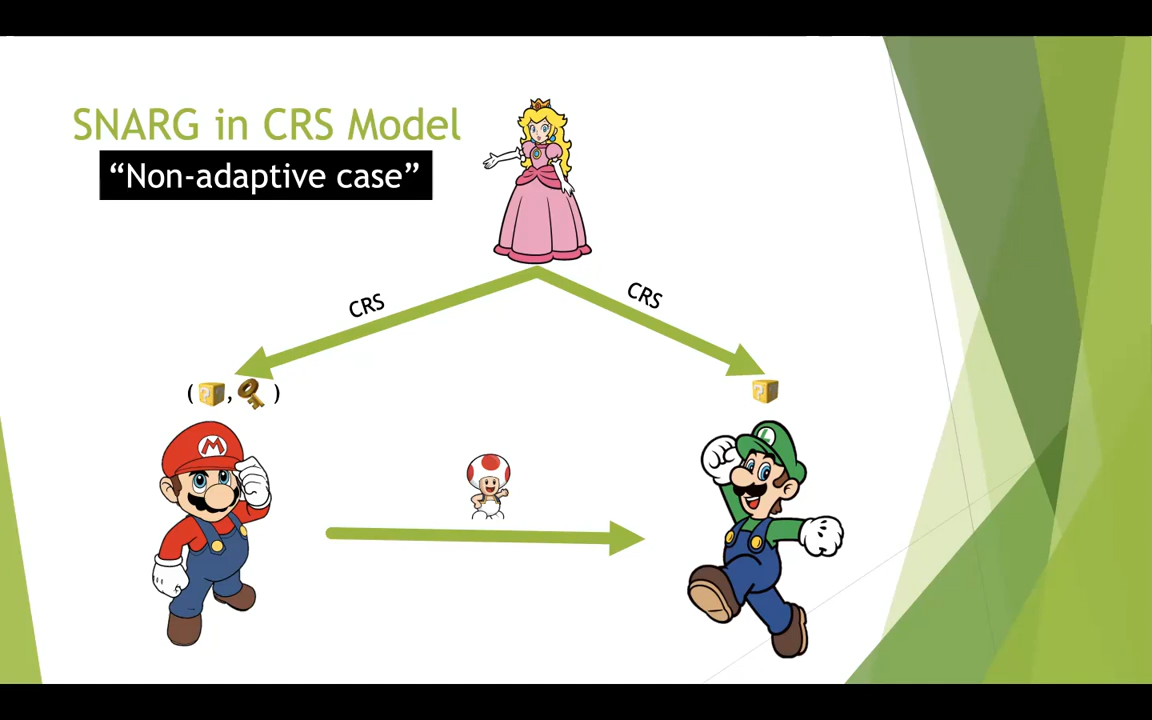 SNARG in CRS Model
“Non-adaptive case”
CRS
CRS
( ? , )
?
M
L